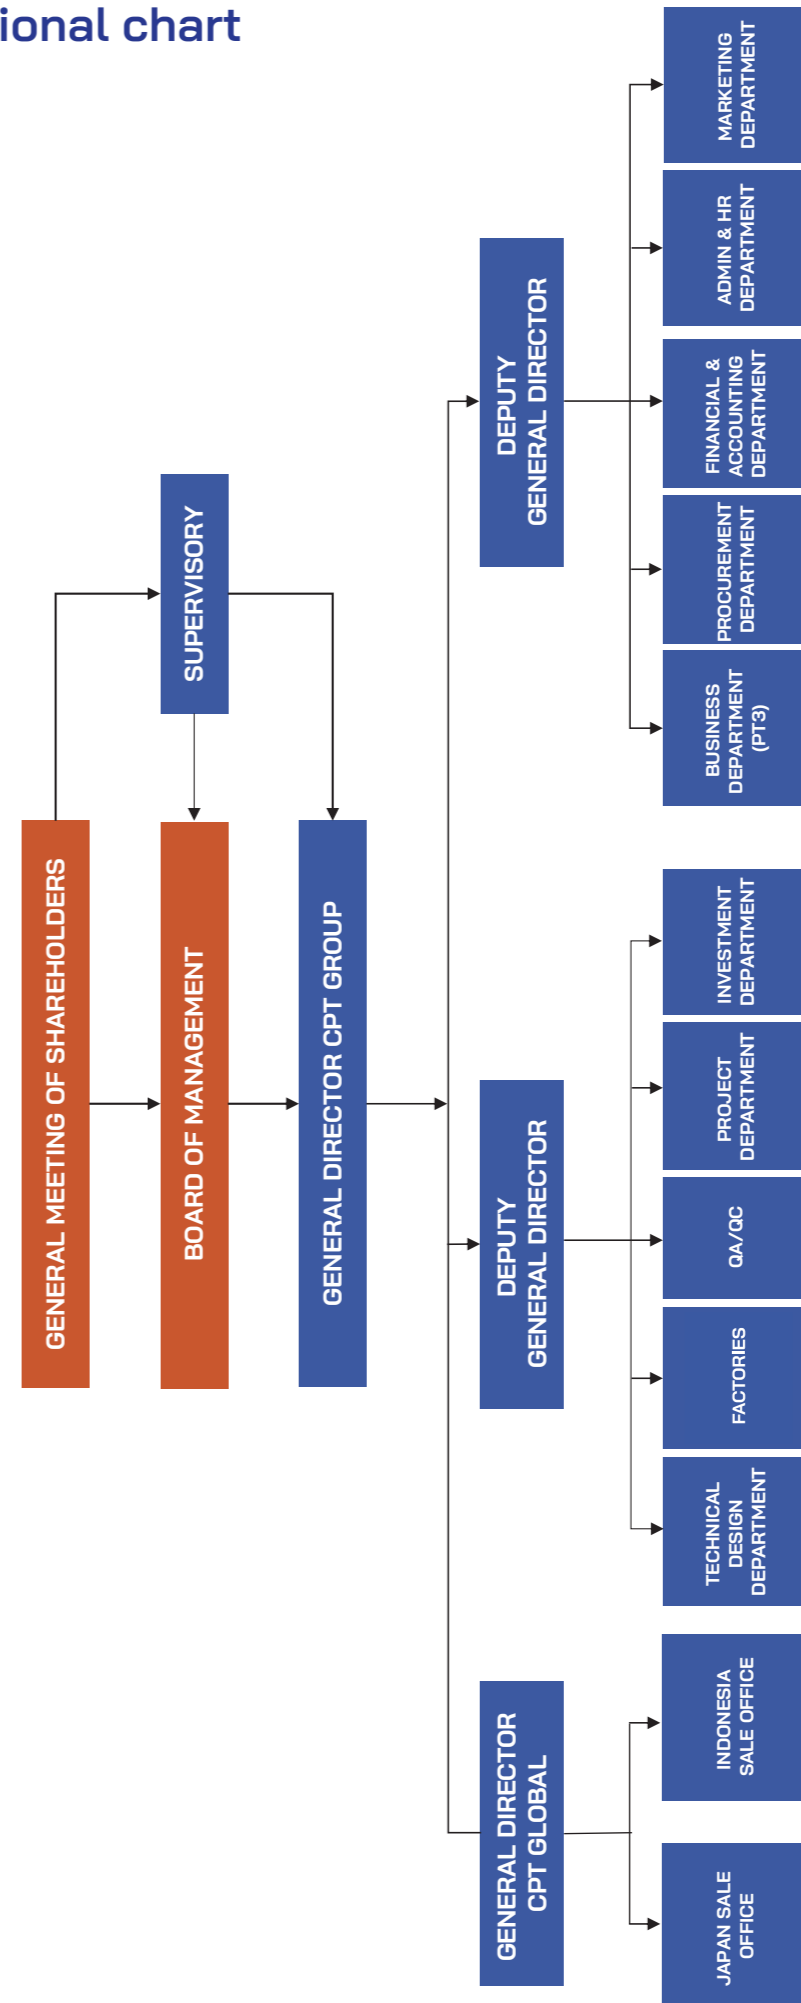 ional chart
GENERAL MEETING OF SHAREHOLDERS
SUPERVISORY
BOARD OF MANAGEMENT
GENERAL DIRECTOR CPT GROUP
GENERAL DIRECTOR
CPT GLOBAL
DEPUTY
GENERAL DIRECTOR
DEPUTY
GENERAL DIRECTOR
JAPAN SALE
OFFICE
INDONESIA
SALE OFFICE
TECHNICAL
DESIGN
DEPARTMENT
FACTORIES
QA/QC
PROJECT
DEPARTMENT
INVESTMENT
DEPARTMENT
BUSINESS
DEPARTMENT
(PT3)
PROCUREMENT
DEPARTMENT
FINANCIAL &
ACCOUNTING
DEPARTMENT
ADMIN & HR
DEPARTMENT
MARKETING
DEPARTMENT